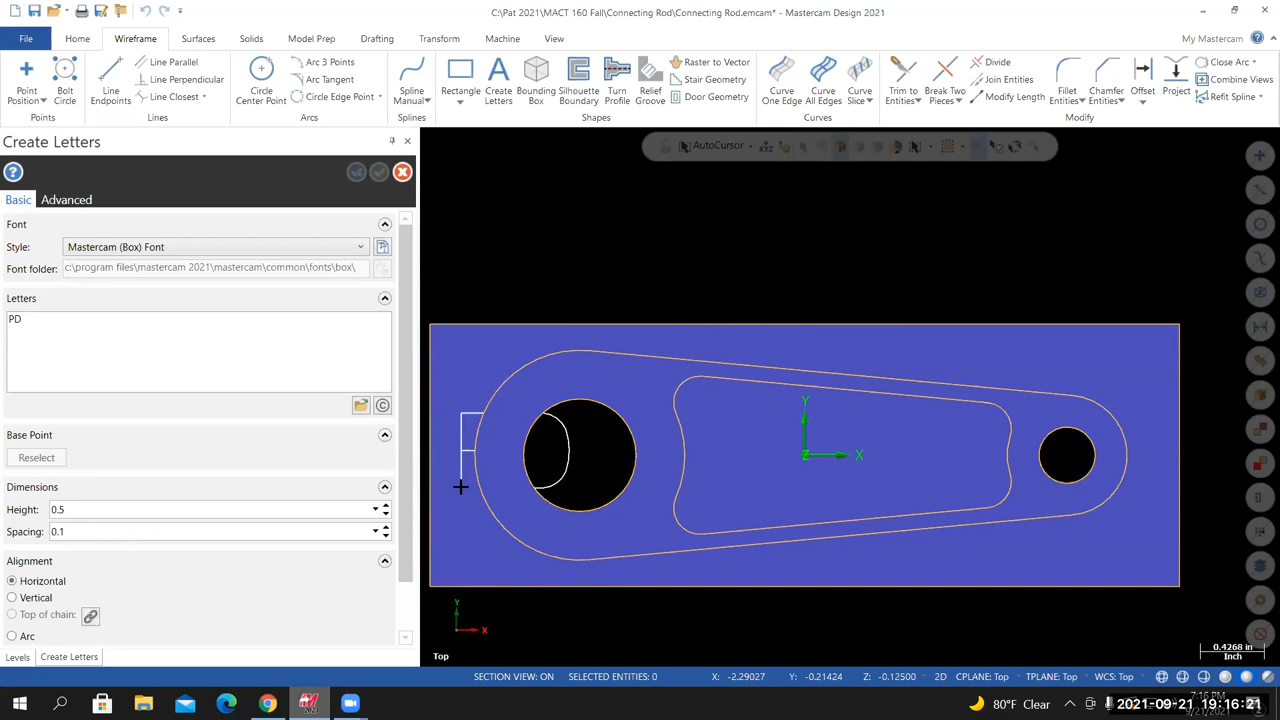 C:\Pat 2021\MACT 160 Fall\Connecting Rod\Connecting Rod.emcam* - Mastercam Design 2021
File
Home
Wireframe
Surfaces
Solids
Model Prep
Drafting
Transform
Machine
View
My Mastercam
Point Position
Bolt Circle
Points
Line Endpoints
Line Parallel
Line Perpendicular
Line Closest
Lines
Circle Center Point
Arc 3 Points
Arc Tangent
Circle Edge Point
Arcs
Spline Manual
Splines
Rectangle
Create Letters
Bounding Box
Silhouette Boundary
Turn Profile
Relief Groove
Raster to Vector
Stair Geometry
Door Geometry
Shapes
Curve One Edge
Curve All Edges
Curve Slice
Curves
Trim to Entities
Break Two Pieces
Divide
Join Entities
Modify Length
Fillet Entities
Chamfer Entities
Offset
Project
Close Arc
Combine Views
Refit Spline
Modify
Create Letters
Basic
Advanced
Font
Style: Mastercam (Box) Font
Font folder: c:\program files\mastercam 2021\mastercam\common\fonts\box\
Letters
PD
Base Point
Reselect
Dimensions
Height: 0.5
Spacing: 0.1
Alignment
Horizontal
Vertical
Top of chain:
Arc
Levels
Create Letters
AutoCursor
Y
Z
X
Y
X
Top
0.4268 in
Inch
SECTION VIEW: ON
SELECTED ENTITIES: 0
X: -2.29027
Y: -0.21424
Z: -0.12500
2D
CPLANE: Top
TPLANE: Top
WCS: Top
80°F Clear
7:16 PM
2021-09-21 19:16:21
9/21/2021